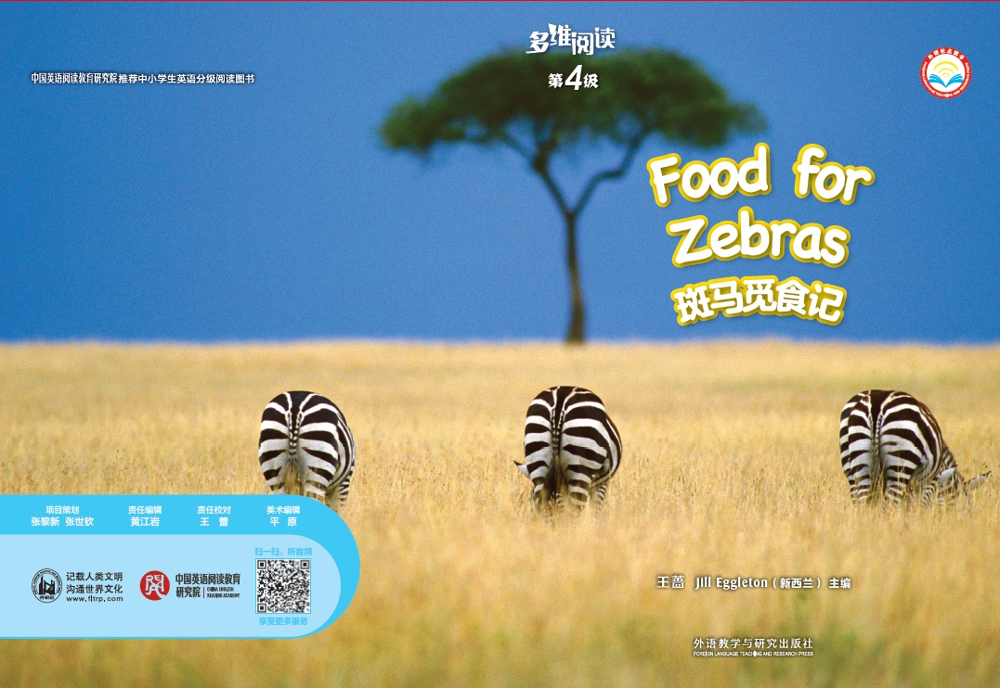 中国英语阅读教育研究院推荐中小学生英语分级阅读图书
多维阅读
第4级
Food for
Zebras
斑马觅食记
王蔷 Jill Eggleton（新西兰）主编
外语教学与研究出版社
FOREIGN LANGUAGE TEACHING AND RESEARCH PRESS
项目策划 责任编辑 责任校对 美术编辑
张黎新 张世钦 黄江岩 王 蕾 平 原
扫一扫，听音频
记载人类文明
沟通世界文化
www.fltrp.com
外研社
中国英语阅读教育
研究院
CHINA ENGLISH
READING ACADEMY
享受更多服务